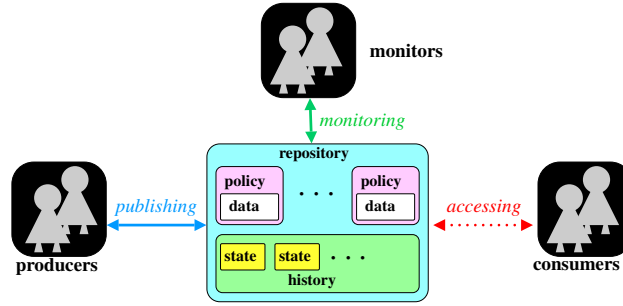 monitors
monitoring
repository
policy
data
. . .
policy
data
publishing
accessing
producers
consumers
state
state
. . .
history